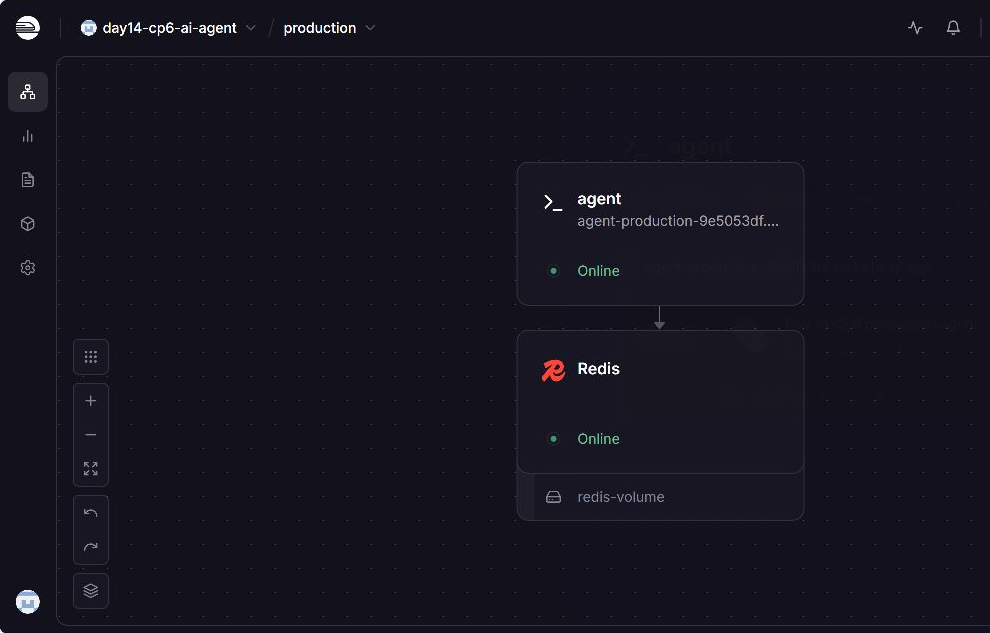 day14-cp6-ai-agent
production
agent
agent-production-9e5053df....
Online
Redis
Online
redis-volume